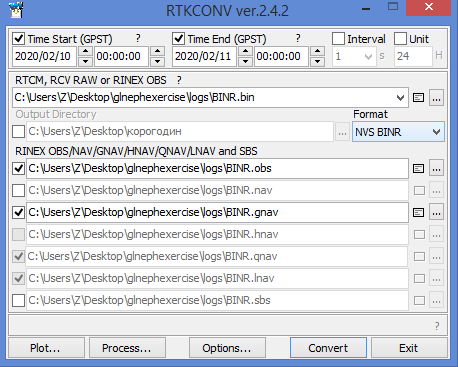 RTKCONV ver.2.4.2
Time Start (GPST) ? Time End (GPST) ? Interval Unit
2020/02/10 00:00:00 2020/02/11 00:00:00 1 s 24 H
RTCM, RCV RAW or RINEX OBS ?
C:\Users\Z\Desktop\glnephexercise\logs\BINR.bin ...
Output Directory Format
C:\Users\Z\Desktop\корогодин ... NVS BINR
RINEX OBS/NAV/GNAV/HNAV/QNAV/LNAV and SBS
C:\Users\Z\Desktop\glnephexercise\logs\BINR.obs ...
C:\Users\Z\Desktop\glnephexercise\logs\BINR.nav ...
C:\Users\Z\Desktop\glnephexercise\logs\BINR.gnav ...
C:\Users\Z\Desktop\glnephexercise\logs\BINR.hnav ...
C:\Users\Z\Desktop\glnephexercise\logs\BINR.qnav ...
C:\Users\Z\Desktop\glnephexercise\logs\BINR.lnav ...
C:\Users\Z\Desktop\glnephexercise\logs\BINR.sbs ...
?
Plot... Process... Options... Convert Exit